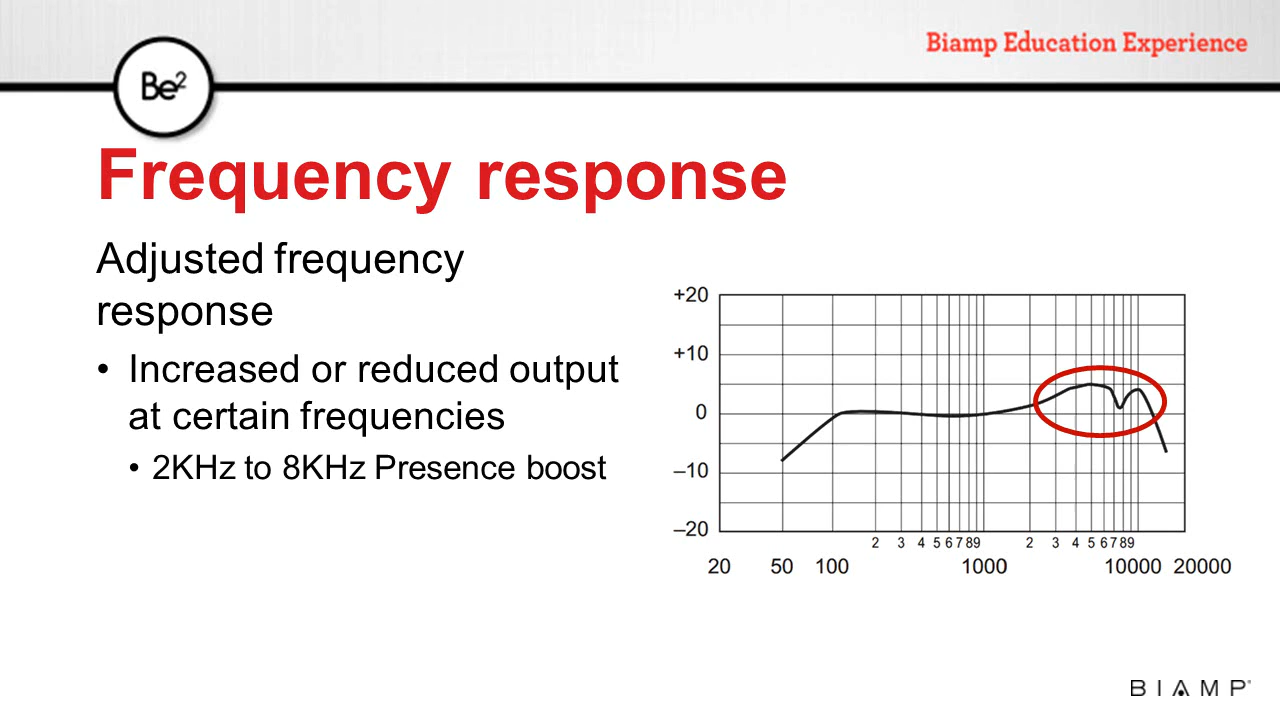 Biamp Education Experience
Be²
Frequency response
Adjusted frequency
response
• Increased or reduced output
at certain frequencies
• 2KHz to 8KHz Presence boost
+20
+10
0
–10
–20
2 3 4 5 6 7 8 9 2 3 4 5 6 7 8 9
20 50 100 1000 10000 20000
BIAMP®